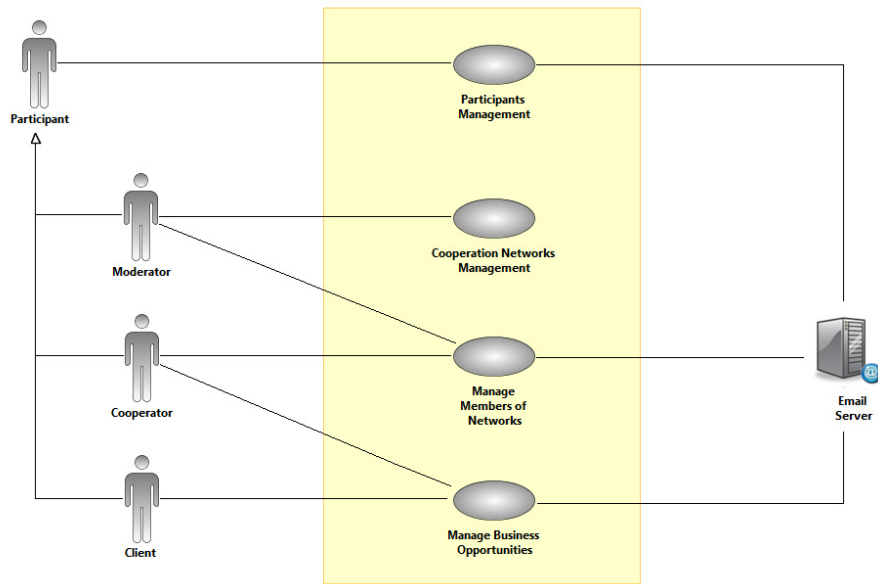 Participant
Participants
Management
Moderator
Cooperation Networks
Management
Cooperator
Manage
Members of
Networks
Email
Server
Client
Manage Business
Opportunities